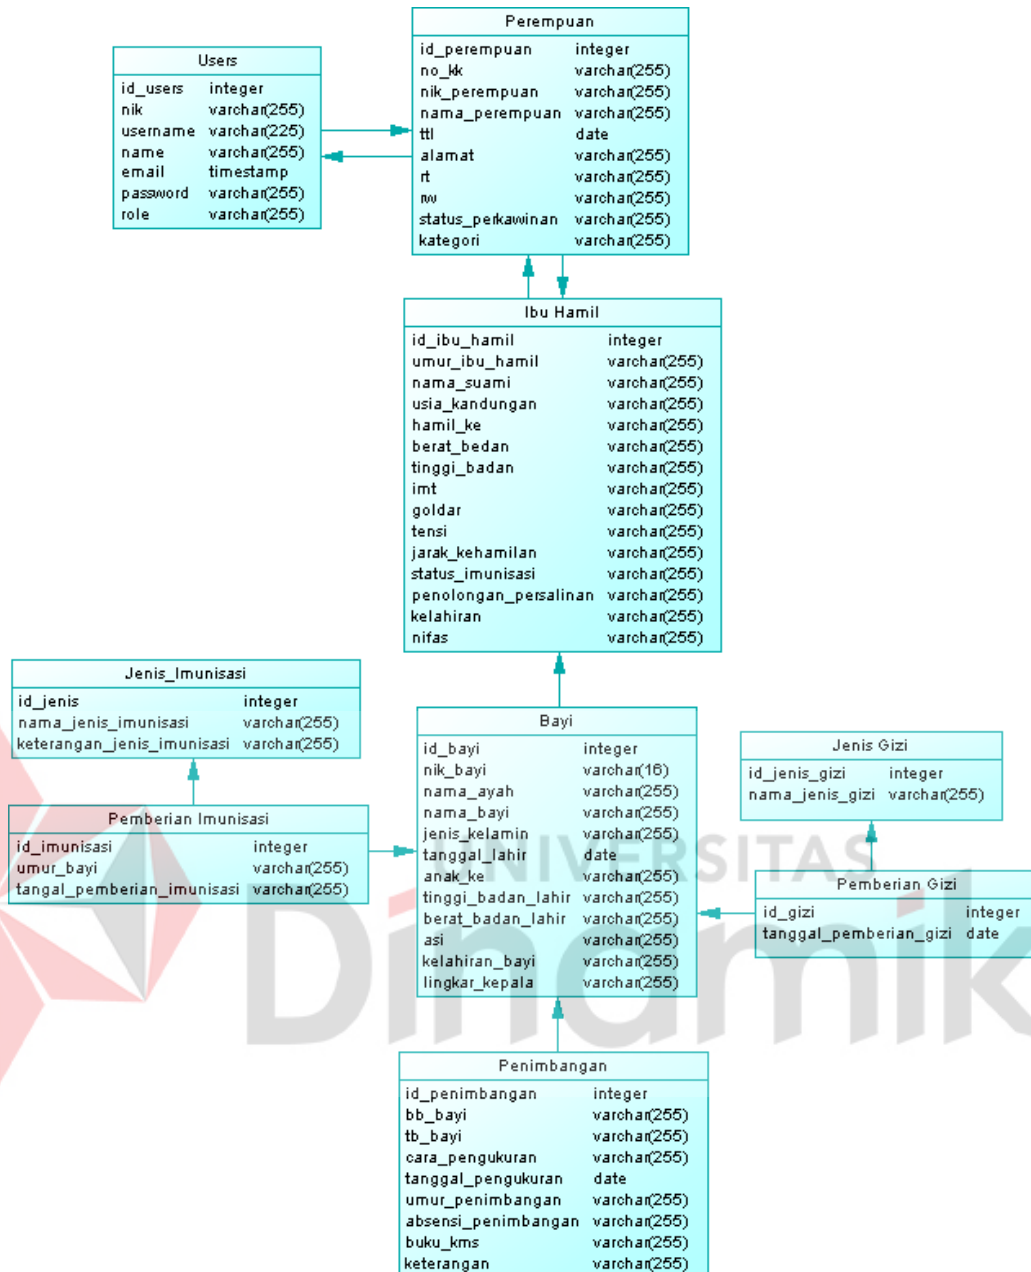 Perempuan
id_perempuan integer
no_kk varchar(255)
nik_perempuan varchar(255)
nama_perempuan varchar(255)
ttl date
alamat varchar(255)
rt varchar(255)
rw varchar(255)
status_perkawinan varchar(255)
kategori varchar(255)
Users
id_users integer
nik varchar(255)
username varchar(225)
name varchar(255)
email timestamp
password varchar(255)
role varchar(255)
Ibu Hamil
id_ibu_hamil integer
umur_ibu_hamil varchar(255)
nama_suami varchar(255)
usia_kandungan varchar(255)
hamil_ke varchar(255)
berat_bedan varchar(255)
tinggi_badan varchar(255)
imt varchar(255)
goldar varchar(255)
tensi varchar(255)
jarak_kehamilan varchar(255)
status_imunisasi varchar(255)
penolongan_persalinan varchar(255)
kelahiran varchar(255)
nifas varchar(255)
Jenis_Imunisasi
id_jenis integer
nama_jenis_imunisasi varchar(255)
keterangan_jenis_imunisasi varchar(255)
Bayi
id_bayi integer
nik_bayi varchar(16)
nama_ayah varchar(255)
nama_bayi varchar(255)
jenis_kelamin varchar(255)
tanggal_lahir date
anak_ke varchar(255)
tinggi_badan_lahir varchar(255)
berat_badan_lahir varchar(255)
asi varchar(255)
kelahiran_bayi varchar(255)
lingkar_kepala varchar(255)
Jenis Gizi
id_jenis_gizi integer
nama_jenis_gizi varchar(255)
Pemberian Imunisasi
id_imunisasi integer
umur_bayi varchar(255)
tangal_pemberian_imunisasi varchar(255)
Pemberian Gizi
id_gizi integer
tanggal_pemberian_gizi date
UNIVERSITAS
Dinamik
Penimbangan
id_penimbangan integer
bb_bayi varchar(255)
tb_bayi varchar(255)
cara_pengukuran varchar(255)
tanggal_pengukuran date
umur_penimbangan varchar(255)
absensi_penimbangan varchar(255)
buku_kms varchar(255)
keterangan varchar(255)